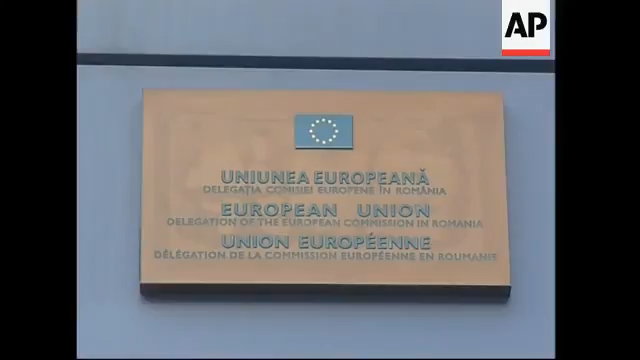 AP
UNIUNEA EUROPEANĂ
DELEGAŢIA COMISIEI EUROPENE ÎN ROMÂNIA
EUROPEAN UNION
DELEGATION OF THE EUROPEAN COMMISSION IN ROMANIA
UNION EUROPÉENNE
DÉLÉGATION DE LA COMMISSION EUROPÉENNE EN ROUMANIE